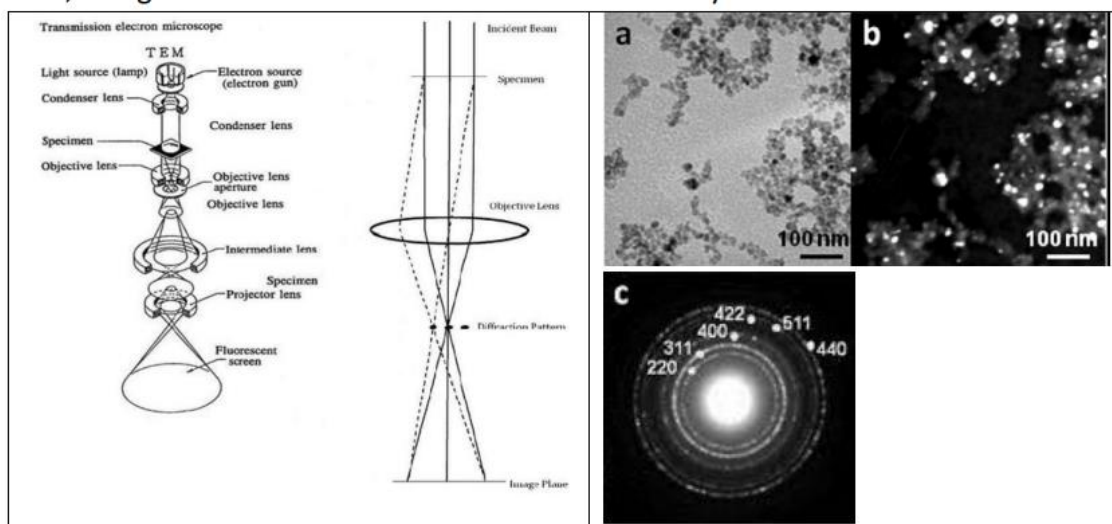 Transmission electron microscope
TEM
Light source (lamp)
Electron source
(electron gun)
Condenser lens
Condenser lens
Specimen
Objective lens
Objective lens
aperture
Objective lens
Intermediate lens
Specimen
Projector lens
Fluorescent
screen
Incident Beam
Specimen
Objective Lens
Diffraction Pattern
Image Plane
a
100 nm
b
100 nm
c
422
511
400
440
311
220